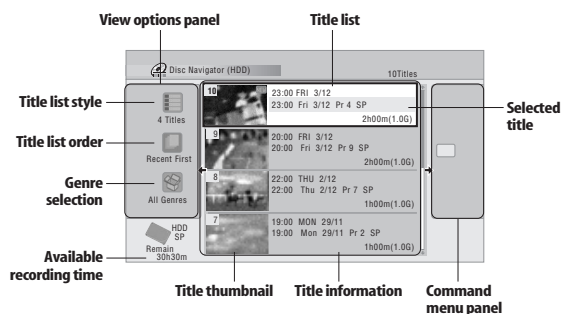 View options panel
Title list
Disc Navigator (HDD)
10Titles
Title list style
4 Titles
Title list order
Recent First
Genre
selection
All Genres
HDD
SP
Remain
30h30m
Available
recording time
10
23:00 FRI 3/12
23:00 Fri 3/12 Pr 4 SP
2h00m(1.0G)
Selected
title
9
20:00 FRI 3/12
20:00 Fri 3/12 Pr 9 SP
2h00m(1.0G)
8
22:00 THU 2/12
22:00 Thu 2/12 Pr 7 SP
1h00m(1.0G)
7
19:00 MON 29/11
19:00 Mon 29/11 Pr 2 SP
1h00m(1.0G)
Title thumbnail
Title information
Command
menu panel